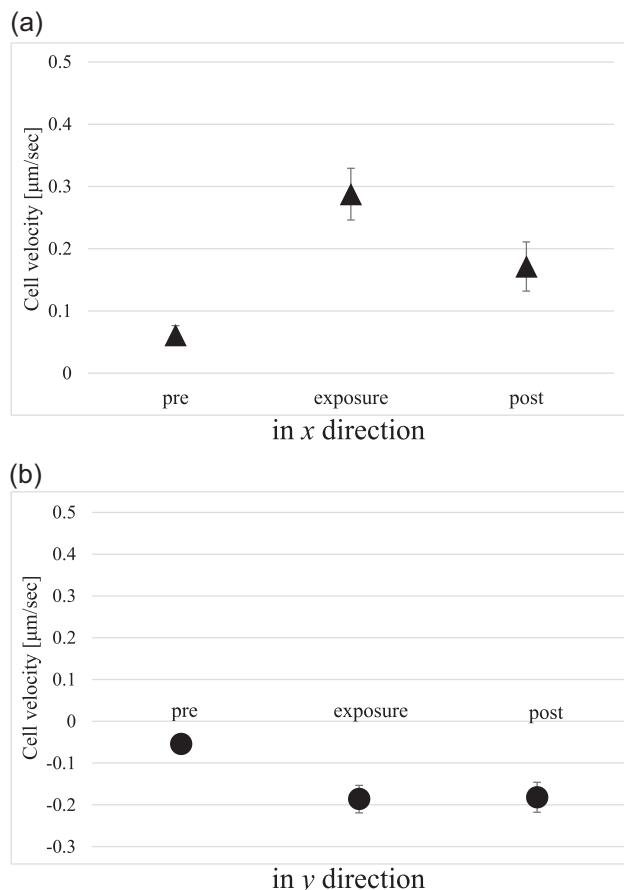 (a)
Cell velocity [µm/sec]
0.5
0.4
0.3
0.2
0.1
0
pre exposure post
in x direction
(b)
Cell velocity [µm/sec]
0.5
0.4
0.3
0.2
0.1
0
pre exposure post
-0.1
-0.2
-0.3
in y direction